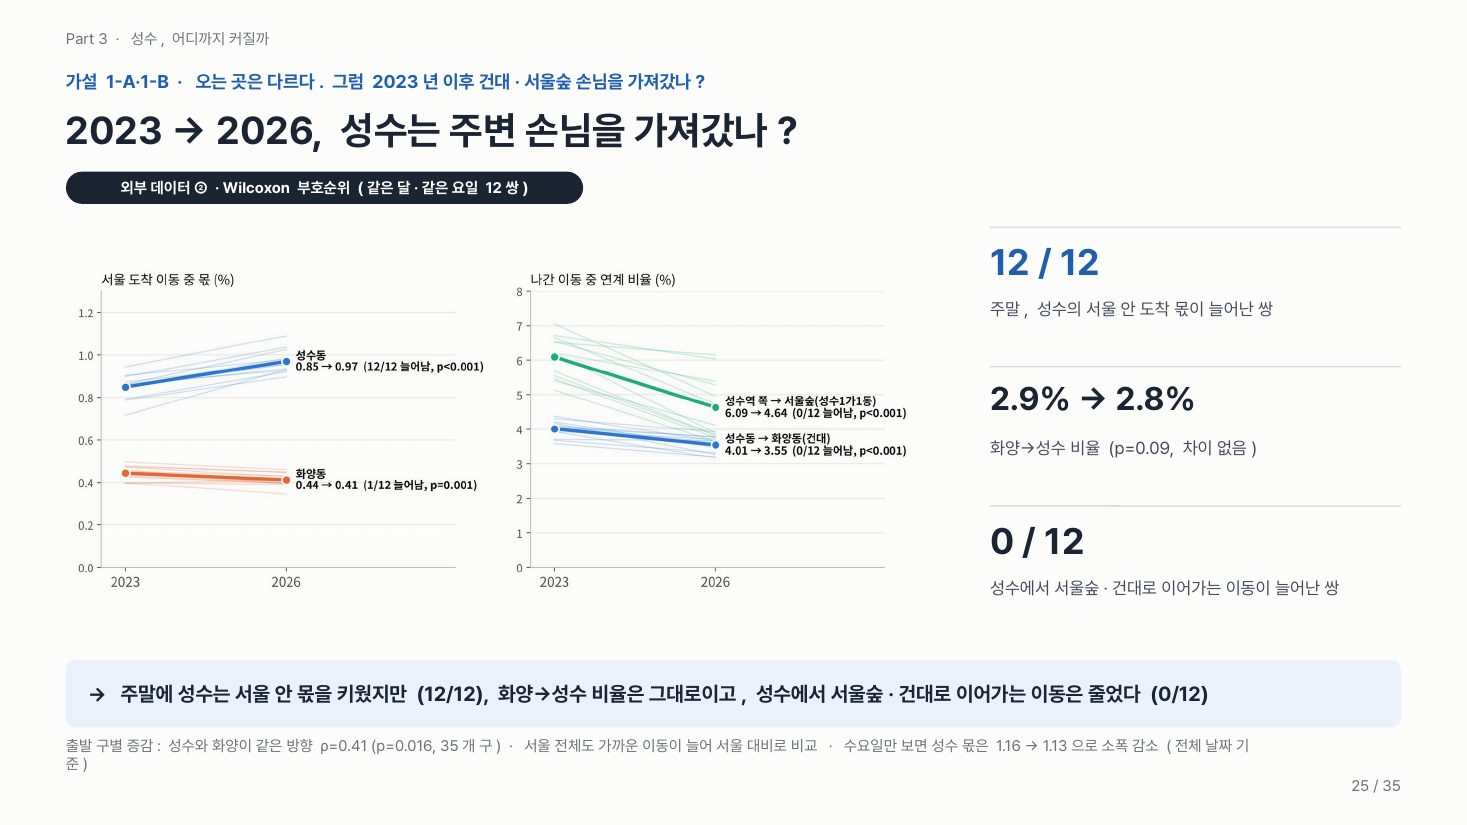 Part 3 · 성수 , 어디까지 커질까
가설 1-A·1-B · 오는 곳은 다르다 . 그럼 2023 년 이후 건대 · 서울숲 손님을 가져갔나 ?
2023 → 2026, 성수는 주변 손님을 가져갔나 ?
외부 데이터 ② · Wilcoxon 부호순위 ( 같은 달 · 같은 요일 12 쌍 )
서울 도착 이동 중 몫 (%)
1.2
1.0
0.8
0.6
0.4
0.2
0.0
2023
2026
성수동
0.85 → 0.97 (12/12 늘어남, p<0.001)
화양동
0.44 → 0.41 (1/12 늘어남, p=0.001)
나간 이동 중 연계 비율 (%)
8
7
6
5
4
3
2
1
0
2023
2026
성수역 쪽 → 서울숲(성수1가1동)
6.09 → 4.64 (0/12 늘어남, p<0.001)
성수동 → 화양동(건대)
4.01 → 3.55 (0/12 늘어남, p<0.001)
12 / 12
주말 , 성수의 서울 안 도착 몫이 늘어난 쌍
2.9% → 2.8%
화양→성수 비율 (p=0.09, 차이 없음 )
0 / 12
성수에서 서울숲 · 건대로 이어가는 이동이 늘어난 쌍
→ 주말에 성수는 서울 안 몫을 키웠지만 (12/12), 화양→성수 비율은 그대로이고 , 성수에서 서울숲 · 건대로 이어가는 이동은 줄었다 (0/12)
출발 구별 증감 : 성수와 화양이 같은 방향 ρ=0.41 (p=0.016, 35 개 구 ) · 서울 전체도 가까운 이동이 늘어 서울 대비로 비교 · 수요일만 보면 성수 몫은 1.16 → 1.13 으로 소폭 감소 ( 전체 날짜 기
준 )
25 / 35